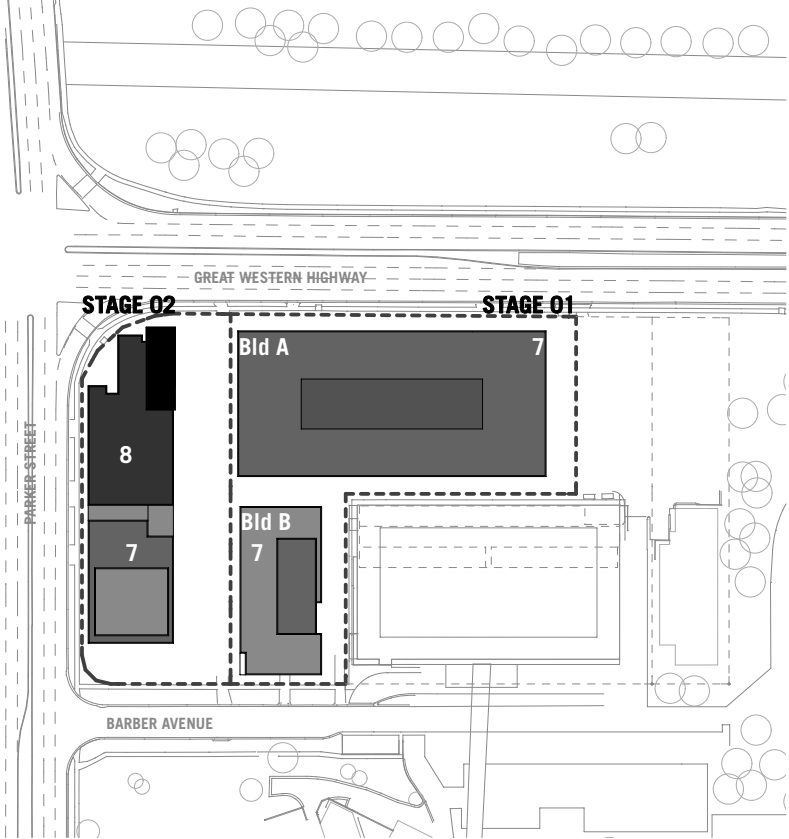 GREAT WESTERN HIGHWAY
STAGE 02
STAGE 01
Bld A
7
8
PARKER STREET
Bld B
7
7
BARBER AVENUE